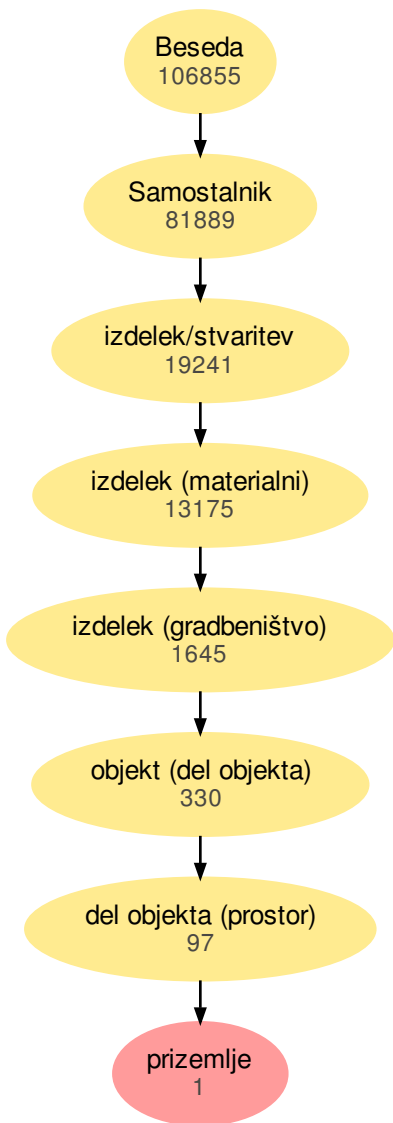 Beseda
106855
Samostalnik
81889
izdelek/stvaritev
19241
izdelek (materialni)
13175
izdelek (gradbeništvo)
1645
objekt (del objekta)
330
del objekta (prostor)
97
prizemlje
1